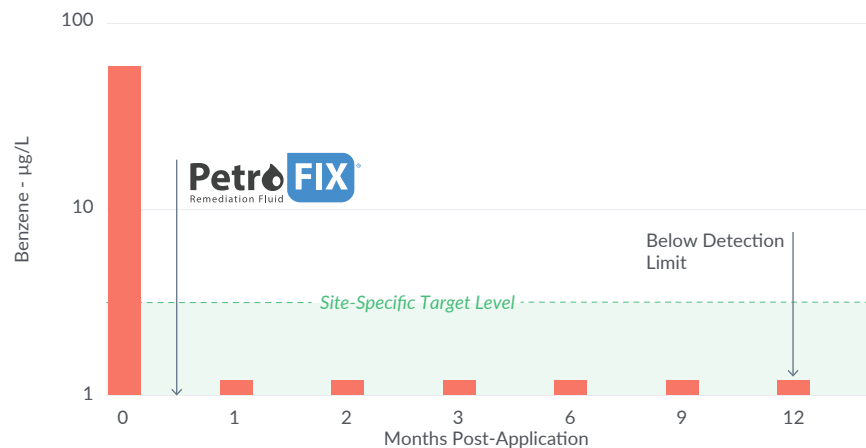 100
Benzene - µg/L
PetroFIX®
Remediation Fluid
10
Below Detection
Limit
Site-Specific Target Level
1
0 1 2 3 6 9 12
Months Post-Application